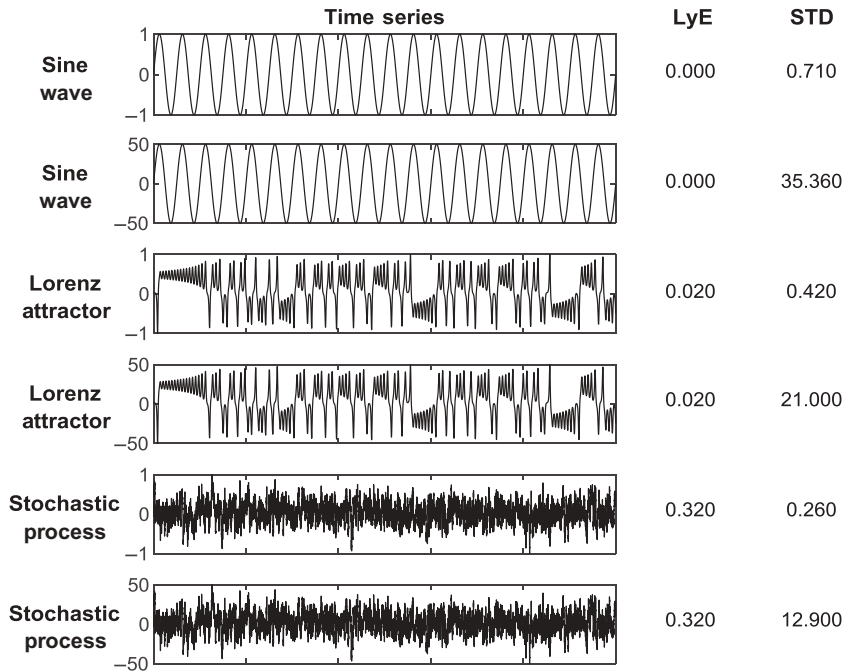 Time series LyE STD
1
Sine
wave
0
–1
0.000 0.710
50
Sine
wave
0
–50
0.000 35.360
1
Lorenz
attractor
0
–1
0.020 0.420
50
Lorenz
attractor
0
–50
0.020 21.000
1
Stochastic
process
0
–1
0.320 0.260
50
Stochastic
process
0
–50
0.320 12.900